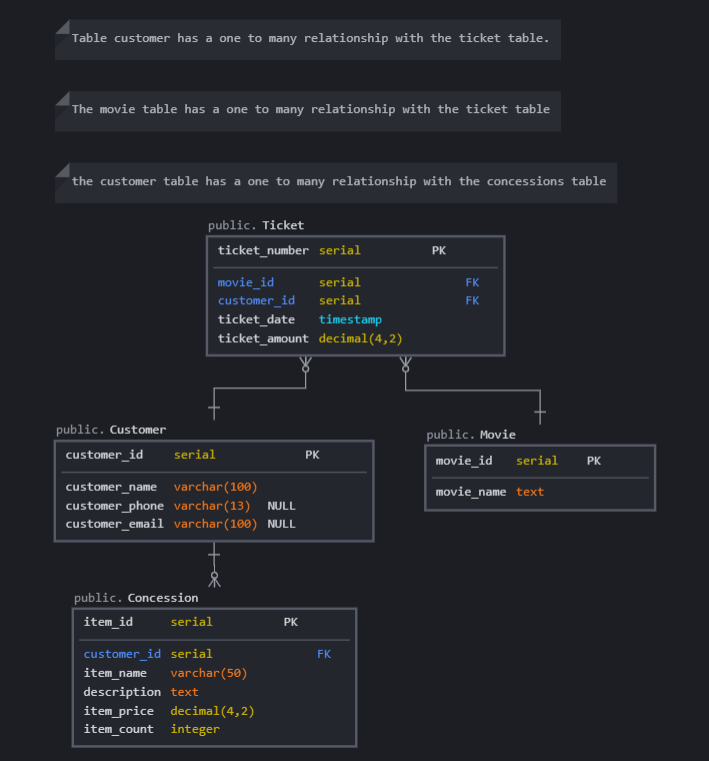 Table customer has a one to many relationship with the ticket table.
The movie table has a one to many relationship with the ticket table
the customer table has a one to many relationship with the concessions table
public. Ticket
ticket_number serial PK
movie_id serial FK
customer_id serial FK
ticket_date timestamp
ticket_amount decimal(4,2)
public. Customer
customer_id serial PK
customer_name varchar(100)
customer_phone varchar(13) NULL
customer_email varchar(100) NULL
public. Movie
movie_id serial PK
movie_name text
public. Concession
item_id serial PK
customer_id serial FK
item_name varchar(50)
description text
item_price decimal(4,2)
item_count integer